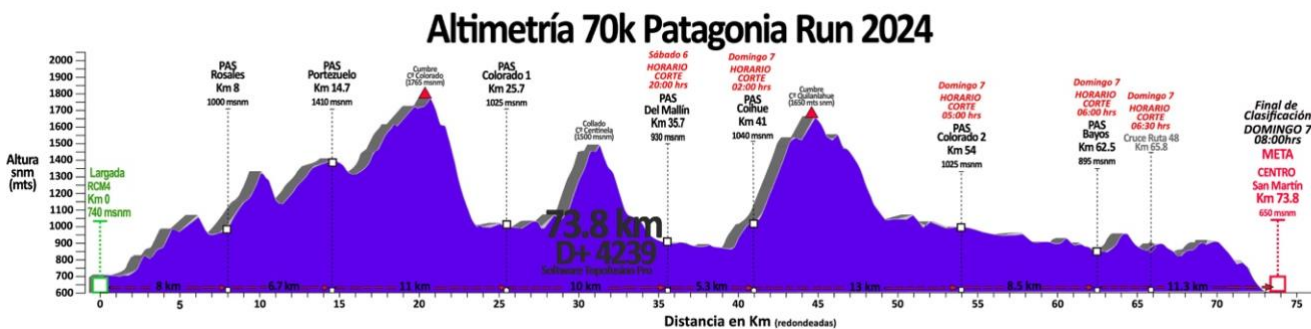 Altimetría 70k Patagonia Run 2024
Altura
snm
(mts)
2000
1900
1800
1700
1600
1500
1400
1300
1200
1100
1000
900
800
700
600
Largada
RCM4
Km 0
740 msnm
PAS
Rosales
Km 8
1000 msnm
PAS
Portezuelo
Km 14.7
1410 msnm
Cumbre
Cº Colorado
(1765 msnm)
PAS
Colorado 1
Km 25.7
1025 msnm
Collado
Cº Centinela
(1500 msnm)
Sábado 6
HORARIO
CORTE
20:00 hrs
PAS
Del Mallín
Km 35.7
930 msnm
Domingo 7
HORARIO
CORTE
02:00 hrs
PAS
Coihue
Km 41
1040 msnm
Cumbre
Cº Quilanlahue
(1650 mts snm)
Domingo 7
HORARIO
CORTE
05:00 hrs
PAS
Colorado 2
Km 54
1025 msnm
Domingo 7
HORARIO
CORTE
06:00 hrs
PAS
Bayos
Km 62.5
895 msnm
Domingo 7
HORARIO
CORTE
06:30 hrs
Cruce Ruta 48
Km 65.8
Final de
Clasificación
DOMINGO 7
08:00hrs
META
CENTRO
San Martín
Km 73.8
650 msnm
73.8 km
D+ 4239
Software Topofusion Pro
8 km
6.7 km
11 km
10 km
5.3 km
13 km
8.5 km
11.3 km
0 5 10 15 20 25 30 35 40 45 50 55 60 65 70 75
Distancia en Km (redondeadas)